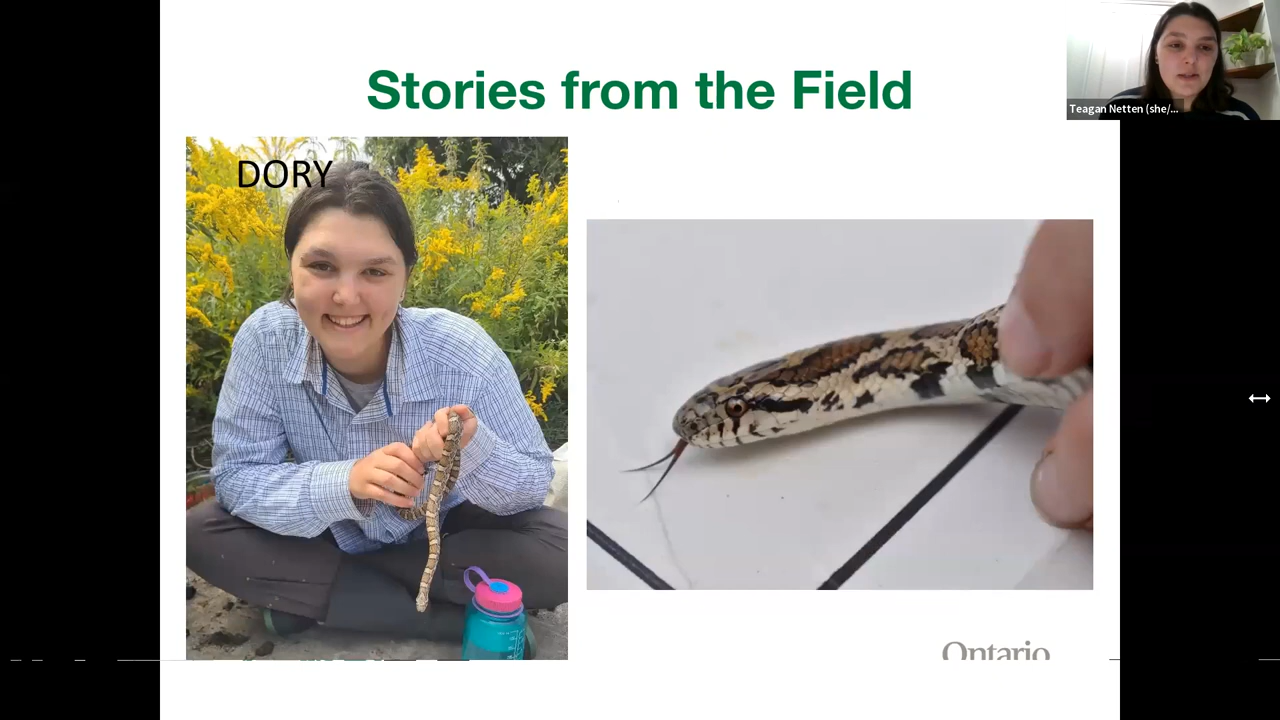 Stories from the Field
Teagan Netten (she/...
DORY
Ontario